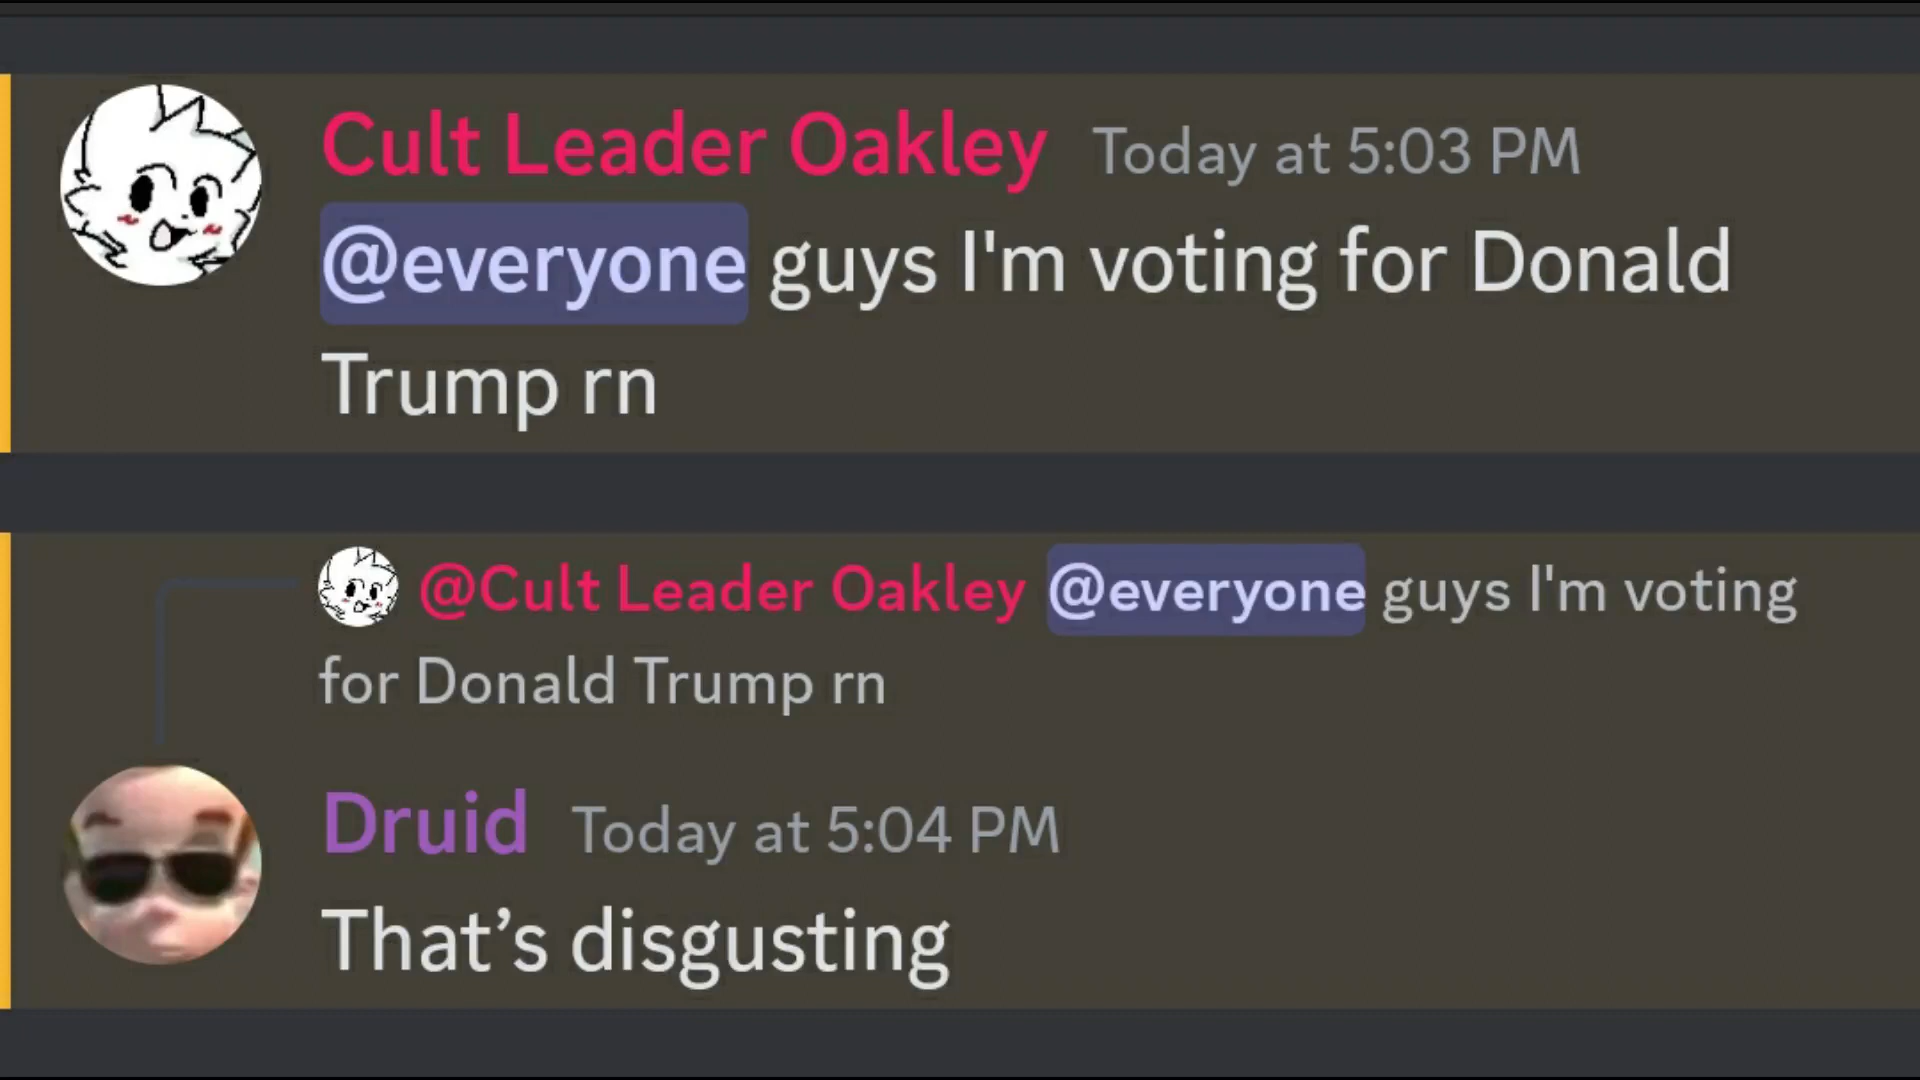 Cult Leader Oakley Today at 5:03 PM
@everyone guys I'm voting for Donald
Trump rn
@Cult Leader Oakley @everyone guys I'm voting
for Donald Trump rn
Druid Today at 5:04 PM
That’s disgusting